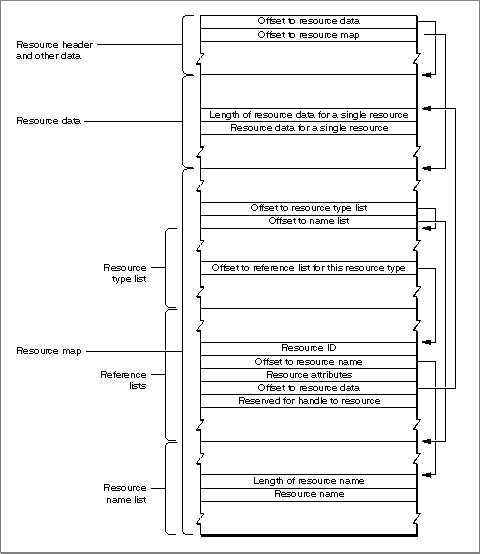 Offset to resource data
Offset to resource map
Resource header
and other data
Length of resource data for a single resource
Resource data
Resource data for a single resource
Offset to resource type list
Offset to name list
Resource
type list
Offset to reference list for this resource type
Resource ID
Resource map
Offset to resource name
Reference
lists
Resource attributes
Offset to resource data
Reserved for handle to resource
Length of resource name
Resource
name list
Resource name